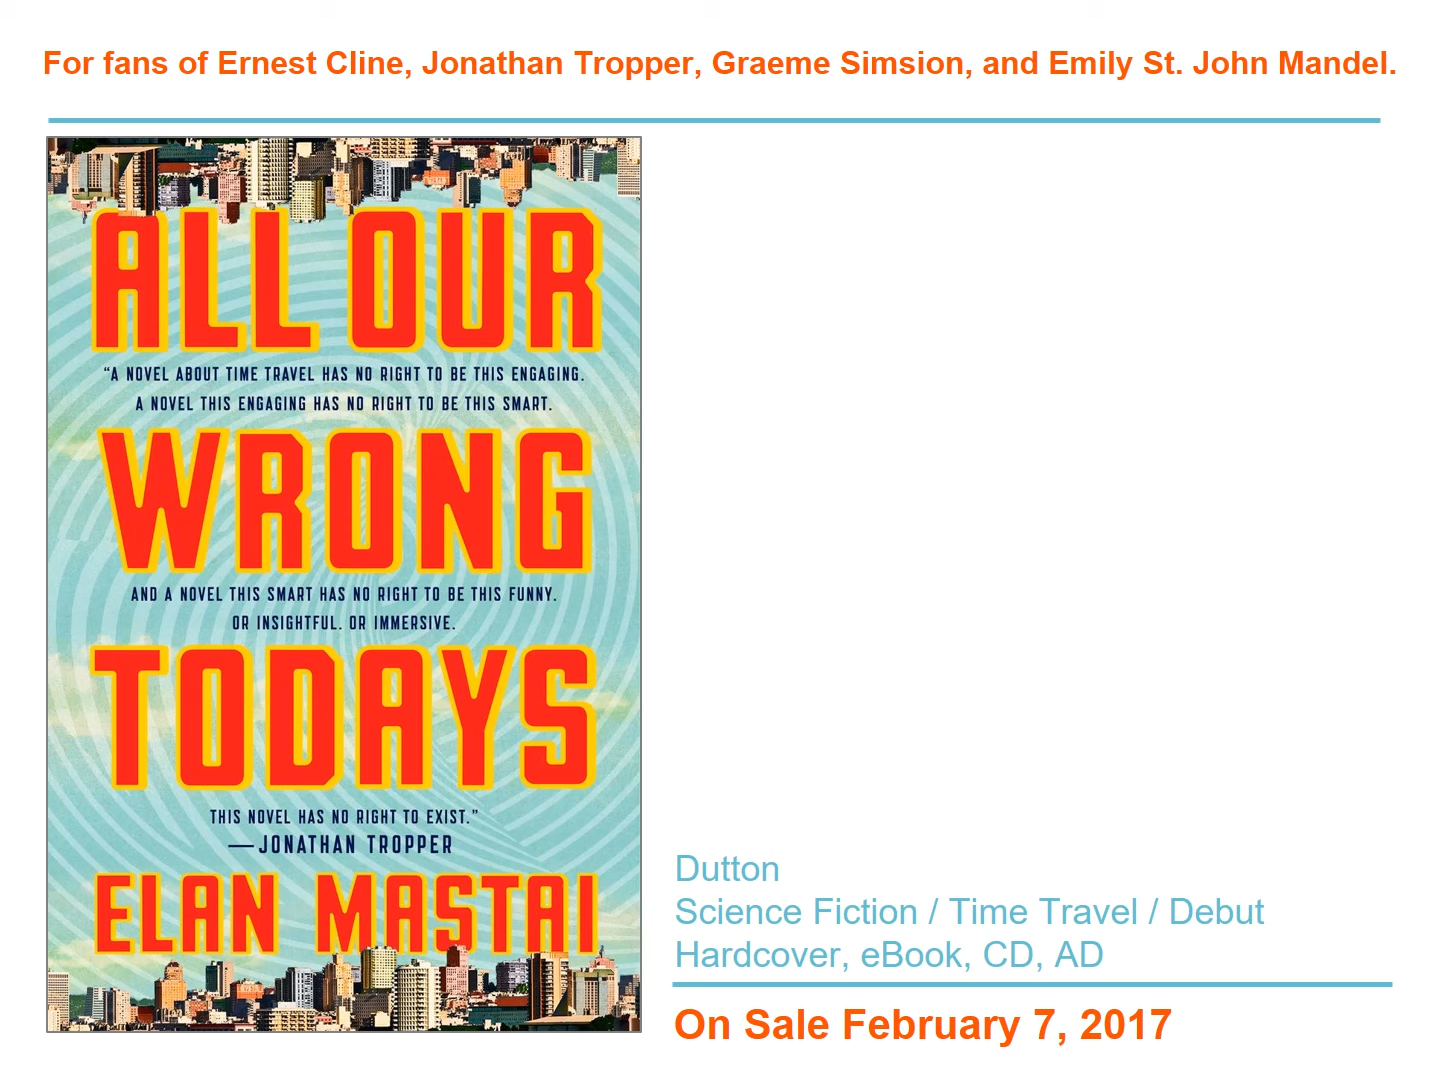 For fans of Ernest Cline, Jonathan Tropper, Graeme Simsion, and Emily St. John Mandel.
ALL OUR
“A NOVEL ABOUT TIME TRAVEL HAS NO RIGHT TO BE THIS ENGAGING.
A NOVEL THIS ENGAGING HAS NO RIGHT TO BE THIS SMART.
WRONG
AND A NOVEL THIS SMART HAS NO RIGHT TO BE THIS FUNNY.
OR INSIGHTFUL. OR IMMERSIVE.
TODAYS
THIS NOVEL HAS NO RIGHT TO EXIST.”
—JONATHAN TROPPER
ELAN MASTAI
Dutton
Science Fiction / Time Travel / Debut
Hardcover, eBook, CD, AD
On Sale February 7, 2017